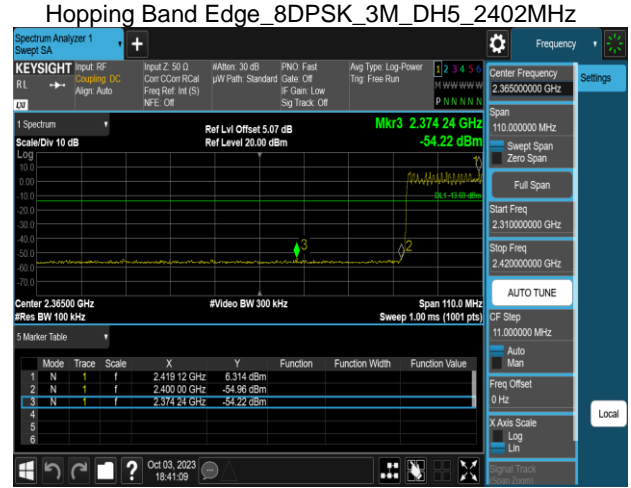 Hopping Band Edge_8DPSK_3M_DH5_2402MHz
Spectrum Analyzer 1
Swept SA
Frequency
KEYSIGHT
RL
LXI
Input: RF
Coupling: DC
Align: Auto
Input Z: 50 Ω
Corr CCorr RCal
Freq Ref: Int (S)
NFE: Off
#Atten: 30 dB
µW Path: Standard
PNO: Fast
Gate: Off
IF Gain: Low
Sig Track: Off
Avg Type: Log-Power
Trig: Free Run
1 2 3 4 5 6
M W W W W W
P N N N N N
Center Frequency
2.365000000 GHz
Settings
Span
110.000000 MHz
Swept Span
Zero Span
Full Span
Start Freq
2.310000000 GHz
Stop Freq
2.420000000 GHz
AUTO TUNE
CF Step
11.000000 MHz
Auto
Man
Freq Offset
0 Hz
X Axis Scale
Log
Lin
Signal Track
(Span Zoom)
Local
1 Spectrum
Scale/Div 10 dB
Ref Lvl Offset 5.07 dB
Ref Level 20.00 dBm
Mkr3 2.374 24 GHz
-54.22 dBm
Log
10.0
0.00
-10.0
-20.0
-30.0
-40.0
-50.0
-60.0
-70.0
1
2
3
Center 2.36500 GHz
#Res BW 100 kHz
#Video BW 300 kHz
Span 110.0 MHz
Sweep 1.00 ms (1001 pts)
5 Marker Table
Mode Trace Scale X Y Function Function Width Function Value
1 N 1 f 2.419 12 GHz 6.314 dBm
2 N 1 f 2.400 00 GHz -54.96 dBm
3 N 1 f 2.374 24 GHz -54.22 dBm
4
5
6
?
Oct 03, 2023
18:41:09